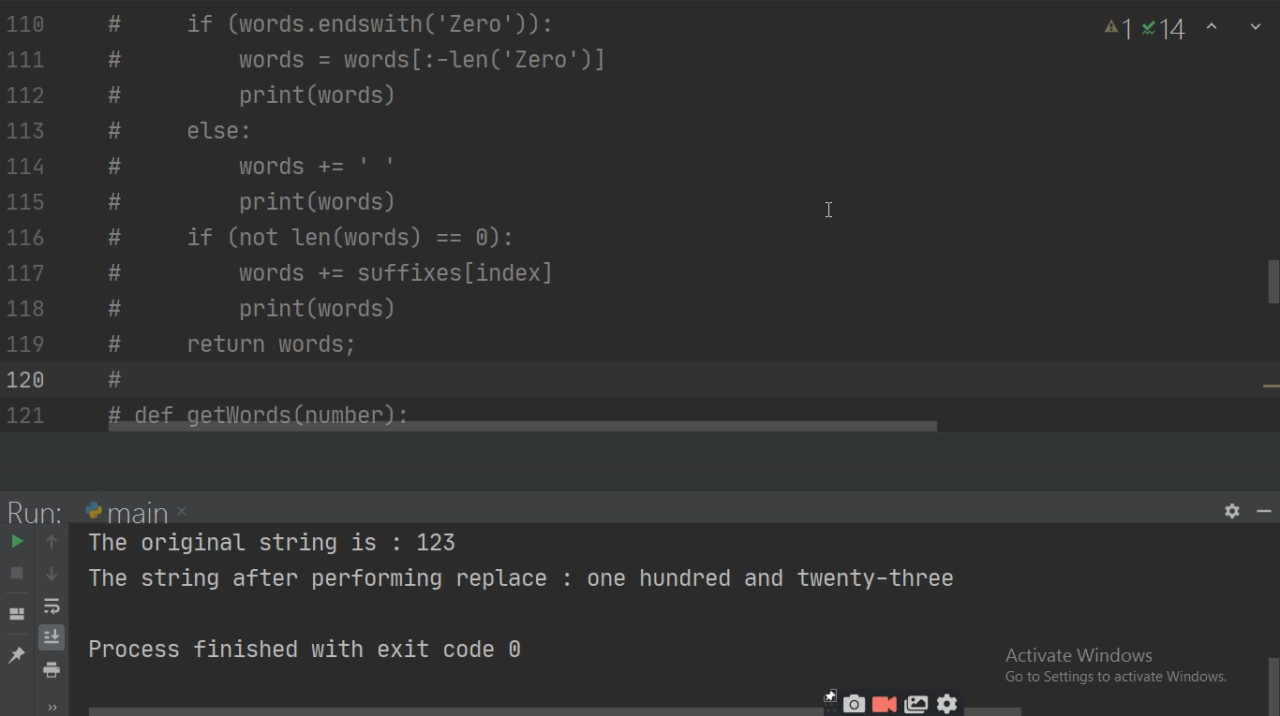 110 #     if (words.endswith('Zero')):
111 #         words = words[:-len('Zero')]
112 #         print(words)
113 #     else:
114 #         words += ' '
115 #         print(words)
116 #     if (not len(words) == 0):
117 #         words += suffixes[index]
118 #         print(words)
119 #     return words;
120 #
121 # def getWords(number):
1 14
Run: main ×
The original string is : 123
The string after performing replace : one hundred and twenty-three
Process finished with exit code 0
Activate Windows
Go to Settings to activate Windows.